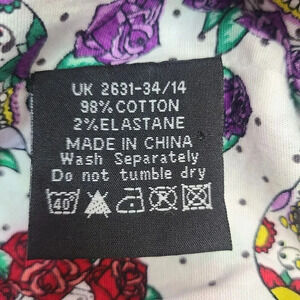 UK 2631-34/14
98% COTTON
2%ELASTANE
MADE IN CHINA
Wash Separately
Do not tumble dry
40